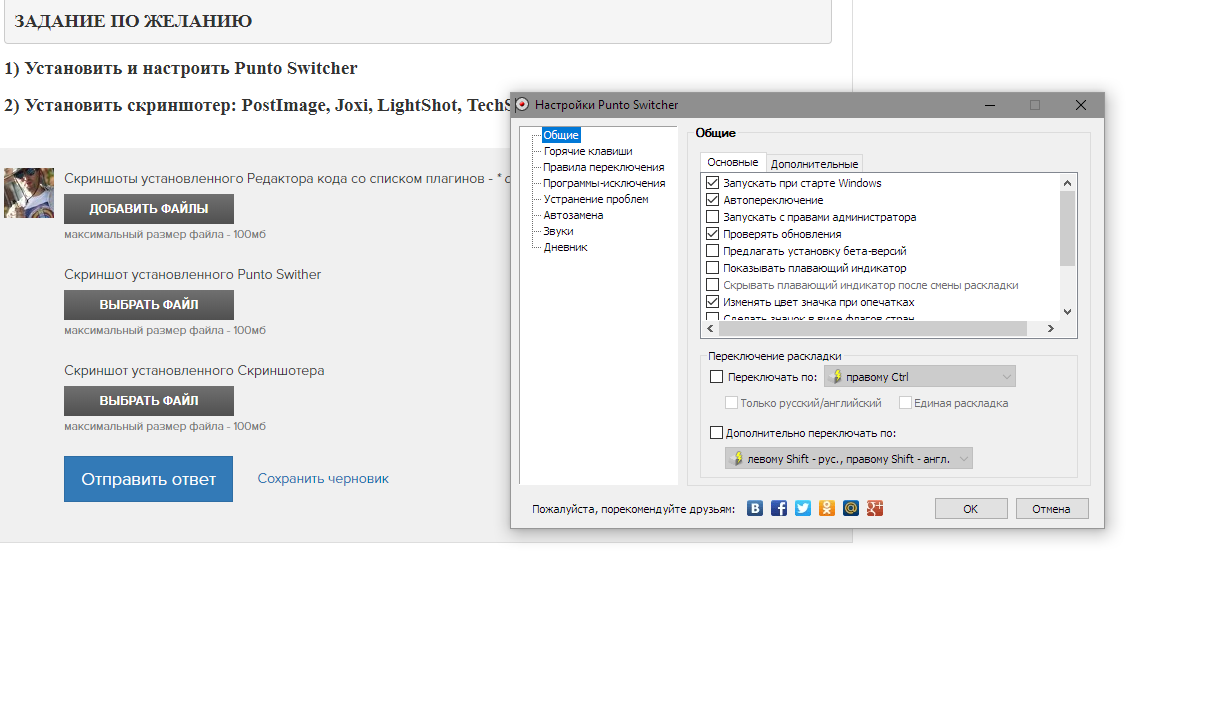 ЗАДАНИЕ ПО ЖЕЛАНИЮ
1) Установить и настроить Punto Switcher
2) Установить скриншотер: PostImage, Joxi, LightShot, TechS
Скриншоты установленного Редактора кода со списком плагинов - * о
ДОБАВИТЬ ФАЙЛЫ
максимальный размер файла - 100мб
Скриншот установленного Punto Swither
ВЫБРАТЬ ФАЙЛ
максимальный размер файла - 100мб
Скриншот установленного Скриншотера
ВЫБРАТЬ ФАЙЛ
максимальный размер файла - 100мб
Отправить ответ
Сохранить черновик
Настройки Punto Switcher
Общие
Горячие клавиши
Правила переключения
Программы-исключения
Устранение проблем
Автозамена
Звуки
Дневник
Общие
Основные
Дополнительные
Запускать при старте Windows
Автопереключение
Запускать с правами администратора
Проверять обновления
Предлагать установку бета-версий
Показывать плавающий индикатор
Скрывать плавающий индикатор после смены раскладки
Изменять цвет значка при опечатках
Сделать значок в виде флагов стран
Переключение раскладки
Переключать по:
правому Ctrl
Только русский/английский
Единая раскладка
Дополнительно переключать по:
левому Shift - рус., правому Shift - англ.
Пожалуйста, порекомендуйте друзьям:
ОК
Отмена